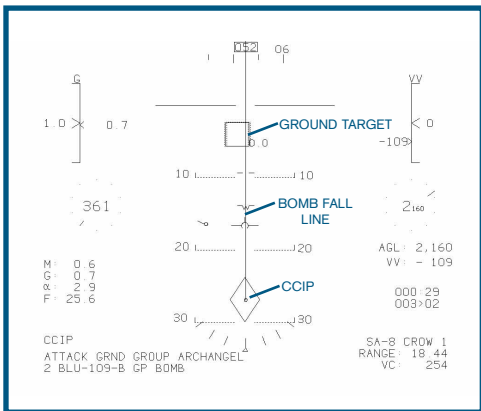 052 06
G VV
1.0 0.7 0
GROUND TARGET
-109
0.0
10 10
BOMB FALL
LINE
361 2160
20 20
AGL: 2,160
VV: - 109
M: 0.6
G: 0.7
α: 2.9
F: 25.6
CCIP
000:29
003>02
30 30
CCIP
ATTACK GRND GROUP ARCHANGEL
2 BLU-109-B GP BOMB
SA-8 CROW 1
RANGE: 18.44
VC: 254